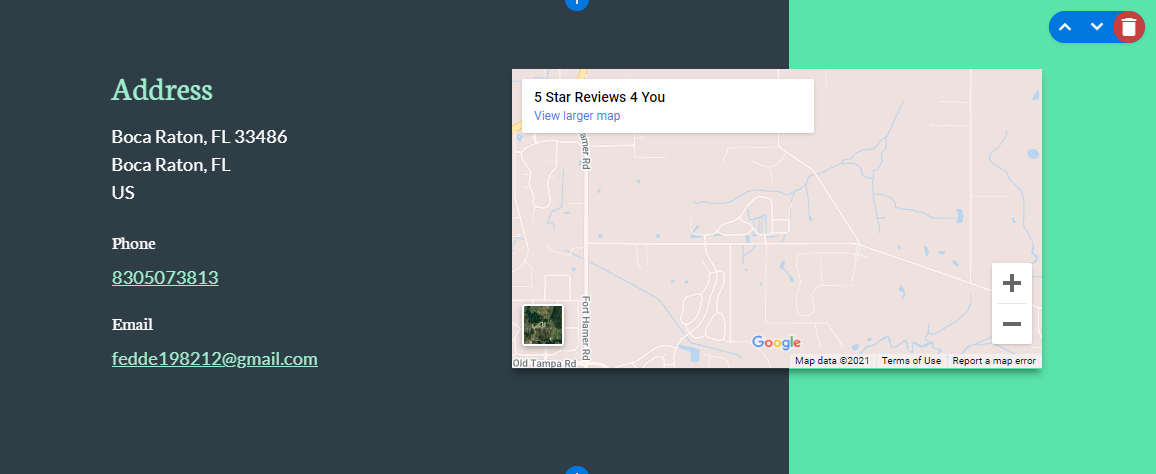 Address
Boca Raton, FL 33486
Boca Raton, FL
US
Phone
8305073813
Email
fedde198212@gmail.com
5 Star Reviews 4 You
View larger map
amer Rd
Fort Hamer Rd
Old Tampa Rd
Google
Map data ©2021
Terms of Use
Report a map error